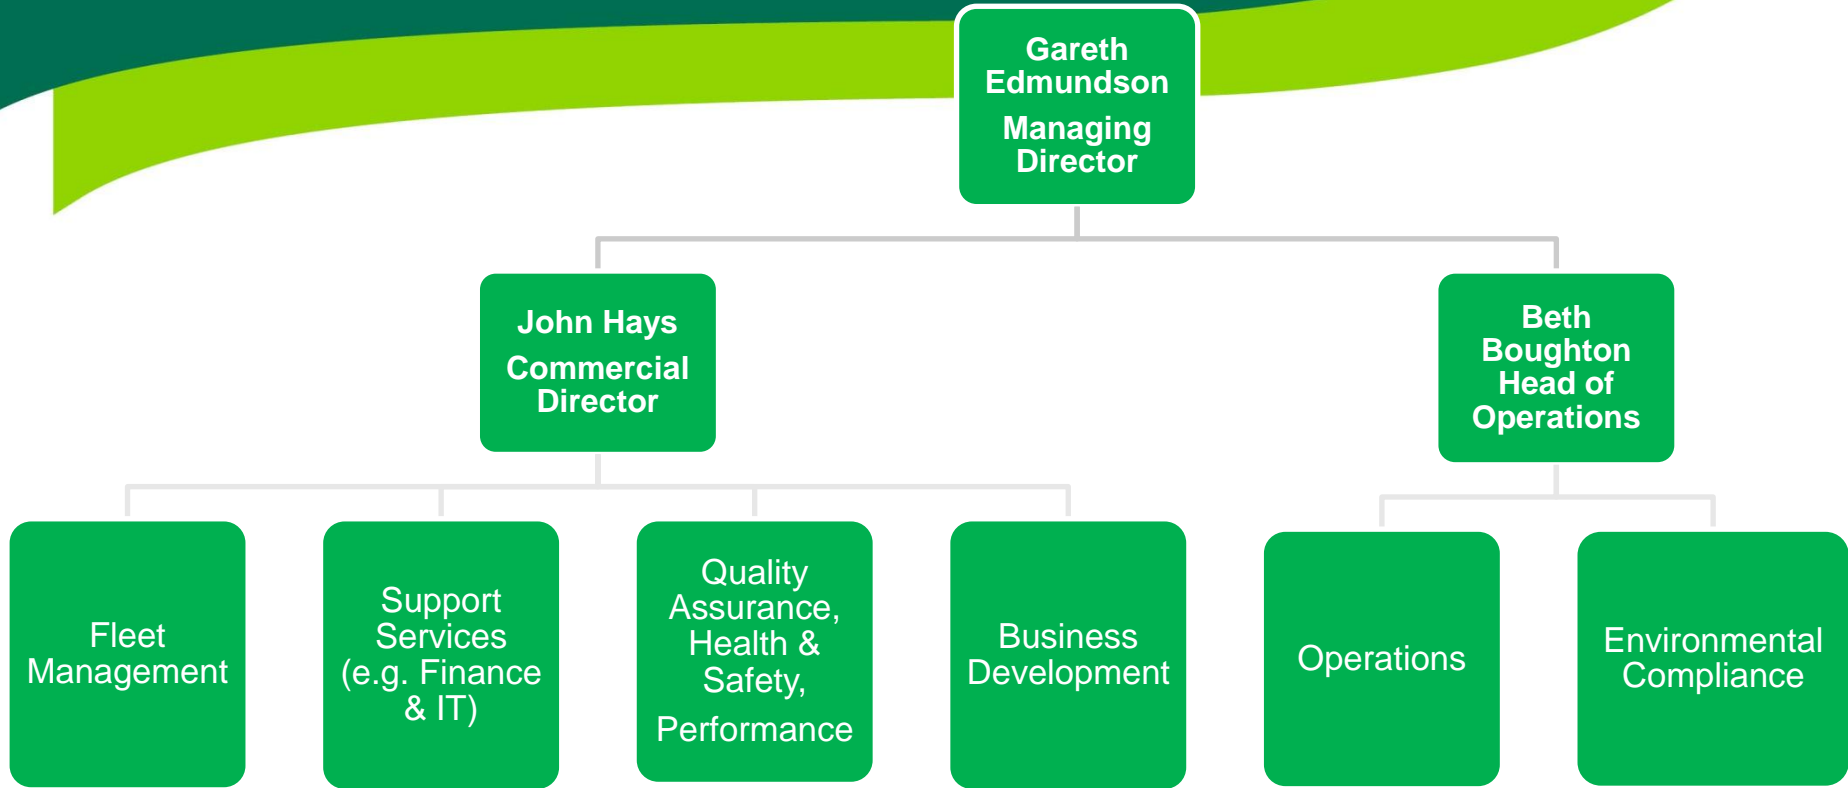 Gareth
Edmundson
Managing
Director
John Hays
Commercial
Director
Beth
Boughton
Head of
Operations
Fleet
Management
Support
Services
(e.g. Finance
& IT)
Quality
Assurance,
Health &
Safety,
Performance
Business
Development
Operations
Environmental
Compliance